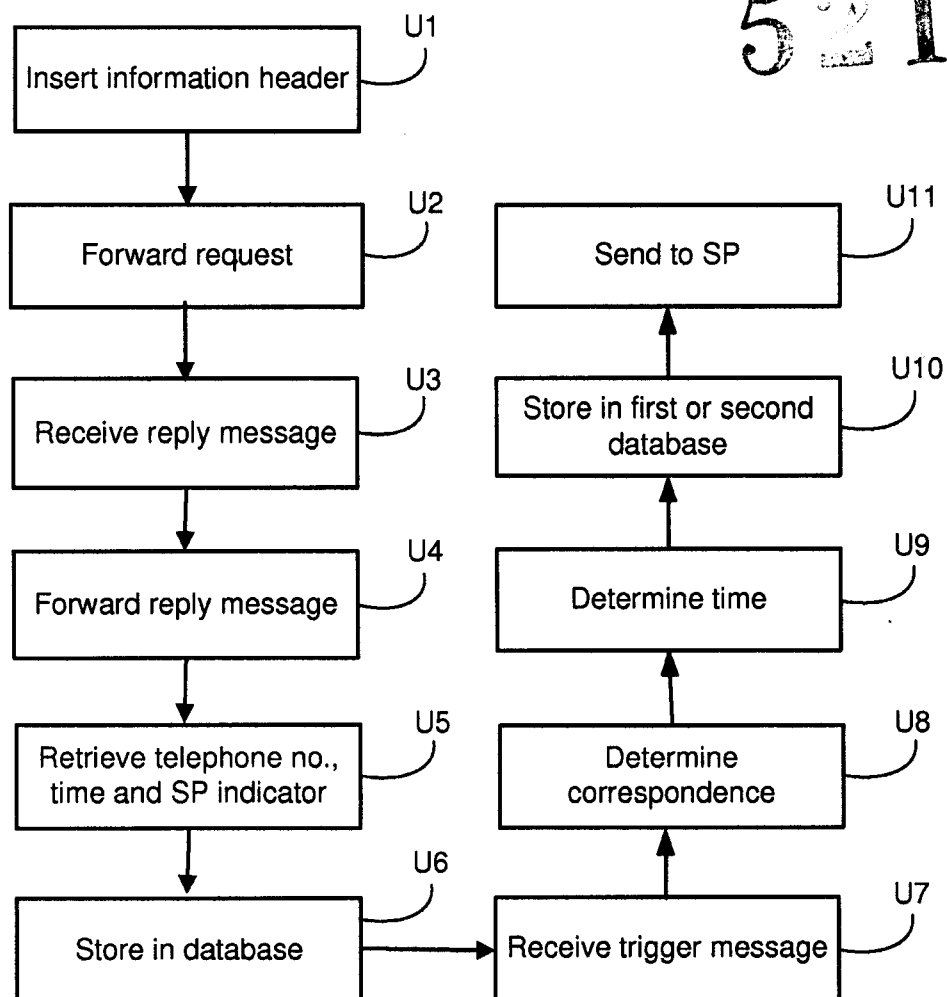 521
U1
Insert information header
U2
Forward request
U3
Receive reply message
U4
Forward reply message
U5
Retrieve telephone no.,
time and SP indicator
U6
Store in database
U7
Receive trigger message
U8
Determine
correspondence
U9
Determine time
U10
Store in first or second
database
U11
Send to SP